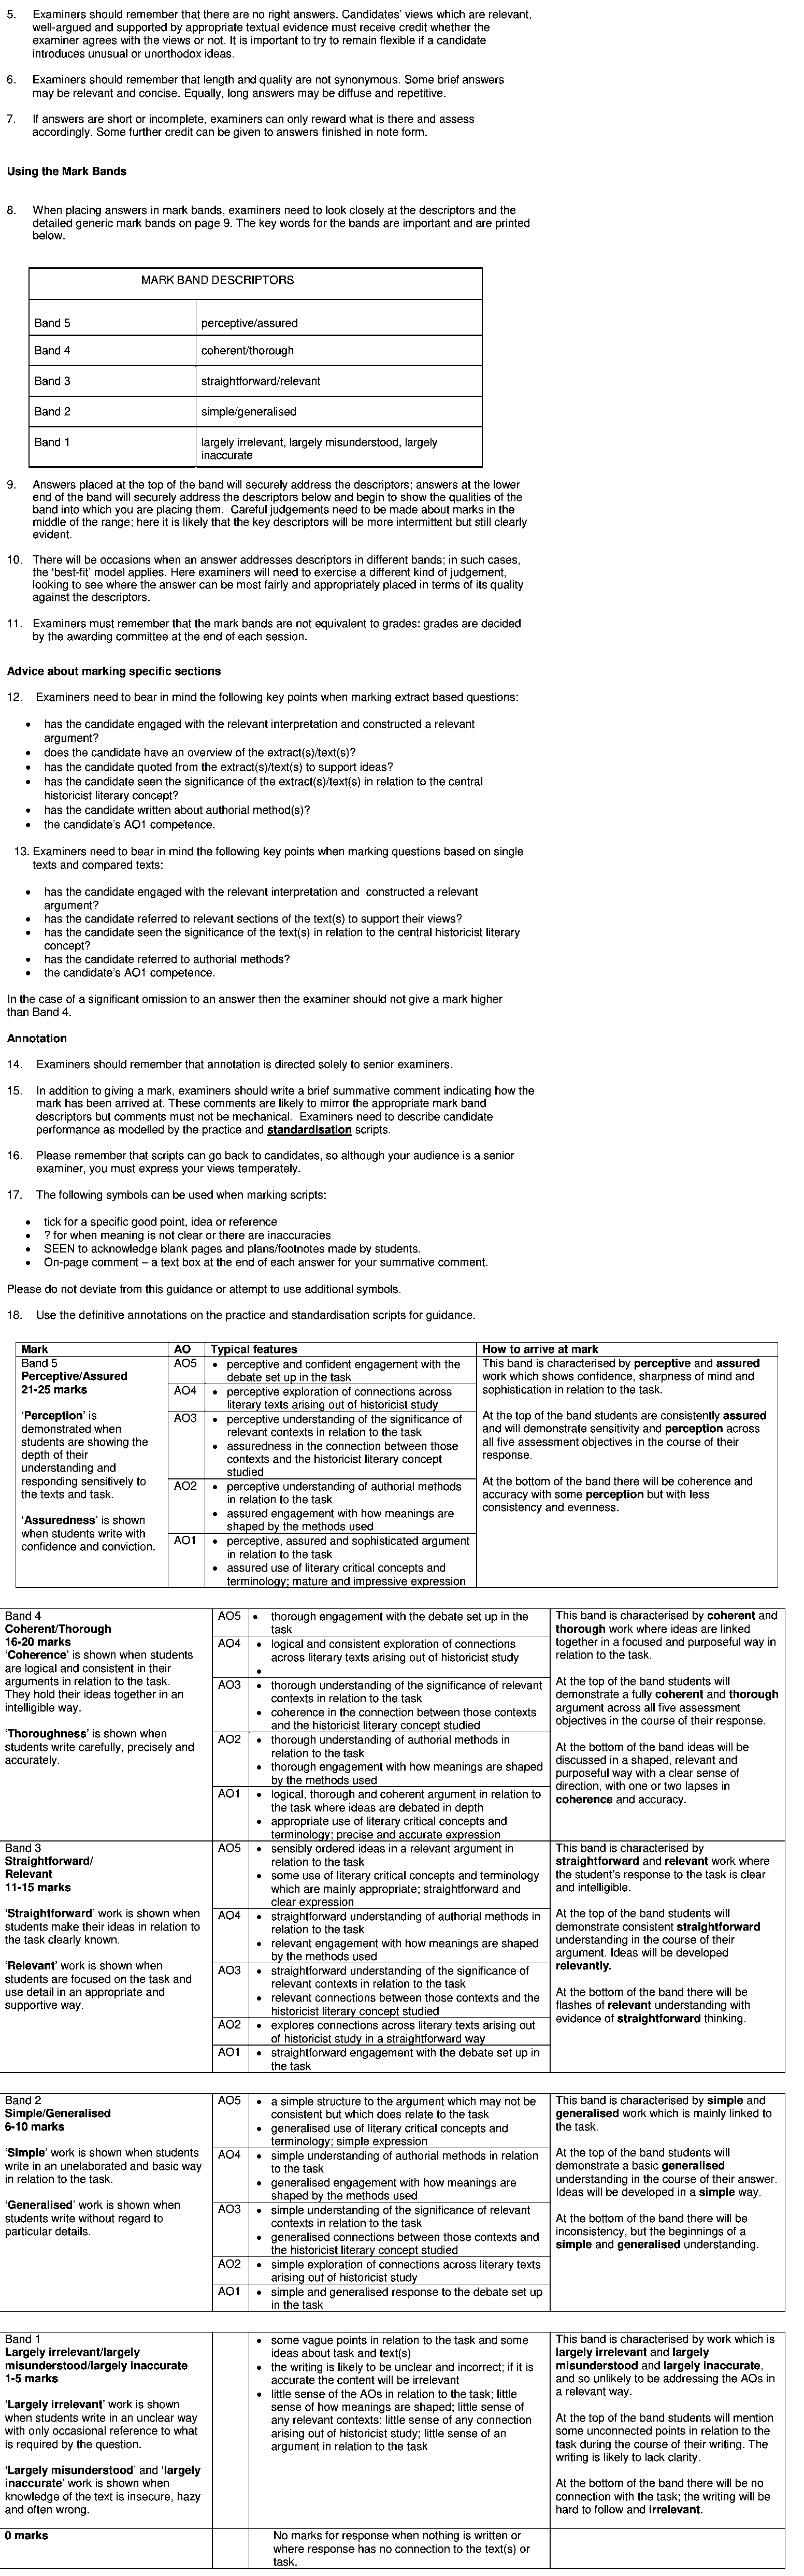 5. Examiners should remember that there are no right answers. Candidates' views which are relevant,
well-argued and supported by appropriate textual evidence must receive credit whether the
examiner agrees with the views or not. It is important to try to remain flexible if a candidate
introduces unusual or unorthodox ideas.
6. Examiners should remember that length and quality are not synonymous. Some brief answers
may be relevant and concise. Equally, long answers may be diffuse and repetitive.
7. If answers are short or incomplete, examiners can only reward what is there and assess
accordingly. Some further credit can be given to answers finished in note form.
Using the Mark Bands
8. When placing answers in mark bands, examiners need to look closely at the descriptors and the
detailed generic mark bands on page 9. The key words for the bands are important and are printed
below.
MARK BAND DESCRIPTORS
Band 5 perceptive/assured
Band 4 coherent/thorough
Band 3 straightforward/relevant
Band 2 simple/generalised
Band 1 largely irrelevant, largely misunderstood, largely
inaccurate
9. Answers placed at the top of the band will securely address the descriptors; answers at the lower
end of the band will securely address the descriptors below and begin to show the qualities of the
band into which you are placing them. Careful judgements need to be made about marks in the
middle of the range; here it is likely that the key descriptors will be more intermittent but still clearly
evident.
10. There will be occasions when an answer addresses descriptors in different bands; in such cases,
the 'best-fit' model applies. Here examiners will need to exercise a different kind of judgement,
looking to see where the answer can be most fairly and appropriately placed in terms of its quality
against the descriptors.
11. Examiners must remember that the mark bands are not equivalent to grades: grades are decided
by the awarding committee at the end of each session.
Advice about marking specific sections
12. Examiners need to bear in mind the following key points when marking extract based questions:
• has the candidate engaged with the relevant interpretation and constructed a relevant
argument?
• does the candidate have an overview of the extract(s)/text(s)?
• has the candidate quoted from the extract(s)/text(s) to support ideas?
• has the candidate seen the significance of the extract(s)/text(s) in relation to the central
historicist literary concept?
• has the candidate written about authorial method(s)?
• the candidate's AO1 competence.
13. Examiners need to bear in mind the following key points when marking questions based on single
texts and compared texts:
• has the candidate engaged with the relevant interpretation and constructed a relevant
argument?
• has the candidate referred to relevant sections of the text(s) to support their views?
• has the candidate seen the significance of the text(s) in relation to the central historicist literary
concept?
• has the candidate referred to authorial methods?
• the candidate's AO1 competence.
In the case of a significant omission to an answer then the examiner should not give a mark higher
than Band 4.
Annotation
14. Examiners should remember that annotation is directed solely to senior examiners.
15. In addition to giving a mark, examiners should write a brief summative comment indicating how the
mark has been arrived at. These comments are likely to mirror the appropriate mark band
descriptors but comments must not be mechanical. Examiners need to describe candidate
performance as modelled by the practice and standardisation scripts.
16. Please remember that scripts can go back to candidates, so although your audience is a senior
examiner, you must express your views temperately.
17. The following symbols can be used when marking scripts:
• tick for a specific good point, idea or reference
• ? for when meaning is not clear or there are inaccuracies
• SEEN to acknowledge blank pages and plans/footnotes made by students.
• On-page comment – a text box at the end of each answer for your summative comment.
Please do not deviate from this guidance or attempt to use additional symbols.
18. Use the definitive annotations on the practice and standardisation scripts for guidance.
Mark AO Typical features How to arrive at mark
Band 5
Perceptive/Assured
21-25 marks
'Perception' is
demonstrated when
students are showing the
depth of their
understanding and
responding sensitively to
the texts and task.
'Assuredness' is shown
when students write with
confidence and conviction.
AO5 • perceptive and confident engagement with the
debate set up in the task
AO4 • perceptive exploration of connections across
literary texts arising out of historicist study
AO3 • perceptive understanding of the significance of
relevant contexts in relation to the task
• assuredness in the connection between those
contexts and the historicist literary concept
studied
AO2 • perceptive understanding of authorial methods
in relation to the task
• assured engagement with how meanings are
shaped by the methods used
AO1 • perceptive, assured and sophisticated argument
in relation to the task
• assured use of literary critical concepts and
terminology; mature and impressive expression
This band is characterised by perceptive and assured
work which shows confidence, sharpness of mind and
sophistication in relation to the task.
At the top of the band students are consistently assured
and will demonstrate sensitivity and perception across
all five assessment objectives in the course of their
response.
At the bottom of the band there will be coherence and
accuracy with some perception but with less
consistency and evenness.
Band 4
Coherent/Thorough
16-20 marks
'Coherence' is shown when students
are logical and consistent in their
arguments in relation to the task.
They hold their ideas together in an
intelligible way.
'Thoroughness' is shown when
students write carefully, precisely and
accurately.
AO5 • thorough engagement with the debate set up in the
task
AO4 • logical and consistent exploration of connections
across literary texts arising out of historicist study
•
AO3 • thorough understanding of the significance of relevant
contexts in relation to the task
• coherence in the connection between those contexts
and the historicist literary concept studied
AO2 • thorough understanding of authorial methods in
relation to the task
• thorough engagement with how meanings are shaped
by the methods used
AO1 • logical, thorough and coherent argument in relation to
the task where ideas are debated in depth
• appropriate use of literary critical concepts and
terminology; precise and accurate expression
This band is characterised by coherent and
thorough work where ideas are linked
together in a focused and purposeful way in
relation to the task.
At the top of the band students will
demonstrate a fully coherent and thorough
argument across all five assessment
objectives in the course of their response.
At the bottom of the band ideas will be
discussed in a shaped, relevant and
purposeful way with a clear sense of
direction, with one or two lapses in
coherence and accuracy.
Band 3
Straightforward/
Relevant
11-15 marks
'Straightforward' work is shown when
students make their ideas in relation to
the task clearly known.
'Relevant' work is shown when
students are focused on the task and
use detail in an appropriate and
supportive way.
AO5 • sensibly ordered ideas in a relevant argument in
relation to the task
• some use of literary critical concepts and terminology
which are mainly appropriate; straightforward and
clear expression
AO4 • straightforward understanding of authorial methods in
relation to the task
• relevant engagement with how meanings are shaped
by the methods used
AO3 • straightforward understanding of the significance of
relevant contexts in relation to the task
• relevant connections between those contexts and the
historicist literary concept studied
AO2 • explores connections across literary texts arising out
of historicist study in a straightforward way
AO1 • straightforward engagement with the debate set up in
the task
This band is characterised by
straightforward and relevant work where
the student's response to the task is clear
and intelligible.
At the top of the band students will
demonstrate consistent straightforward
understanding in the course of their
argument. Ideas will be developed
relevantly.
At the bottom of the band there will be
flashes of relevant understanding with
evidence of straightforward thinking.
Band 2
Simple/Generalised
6-10 marks
'Simple' work is shown when students
write in an unelaborated and basic way
in relation to the task.
'Generalised' work is shown when
students write without regard to
particular details.
AO5 • a simple structure to the argument which may not be
consistent but which does relate to the task
• generalised use of literary critical concepts and
terminology; simple expression
AO4 • simple understanding of authorial methods in relation
to the task
• generalised engagement with how meanings are
shaped by the methods used
AO3 • simple understanding of the significance of relevant
contexts in relation to the task
• generalised connections between those contexts and
the historicist literary concept studied
AO2 • simple exploration of connections across literary texts
arising out of historicist study
AO1 • simple and generalised response to the debate set up
in the task
This band is characterised by simple and
generalised work which is mainly linked to
the task.
At the top of the band students will
demonstrate a basic generalised
understanding in the course of their answer.
Ideas will be developed in a simple way.
At the bottom of the band there will be
inconsistency, but the beginnings of a
simple and generalised understanding.
Band 1
Largely irrelevant/largely
misunderstood/largely inaccurate
1-5 marks
'Largely irrelevant' work is shown
when students write in an unclear way
with only occasional reference to what
is required by the question.
'Largely misunderstood' and 'largely
inaccurate' work is shown when
knowledge of the text is insecure, hazy
and often wrong.
• some vague points in relation to the task and some
ideas about task and text(s)
• the writing is likely to be unclear and incorrect; if it is
accurate the content will be irrelevant
• little sense of the AOs in relation to the task; little
sense of how meanings are shaped; little sense of
any relevant contexts; little sense of any connection
arising out of historicist study; little sense of an
argument in relation to the task
This band is characterised by work which is
largely irrelevant and largely
misunderstood and largely inaccurate,
and so unlikely to be addressing the AOs in
a relevant way.
At the top of the band students will mention
some unconnected points in relation to the
task during the course of their writing. The
writing is likely to lack clarity.
At the bottom of the band there will be no
connection with the task; the writing will be
hard to follow and irrelevant.
0 marks
No marks for response when nothing is written or
where response has no connection to the text(s) or
task.